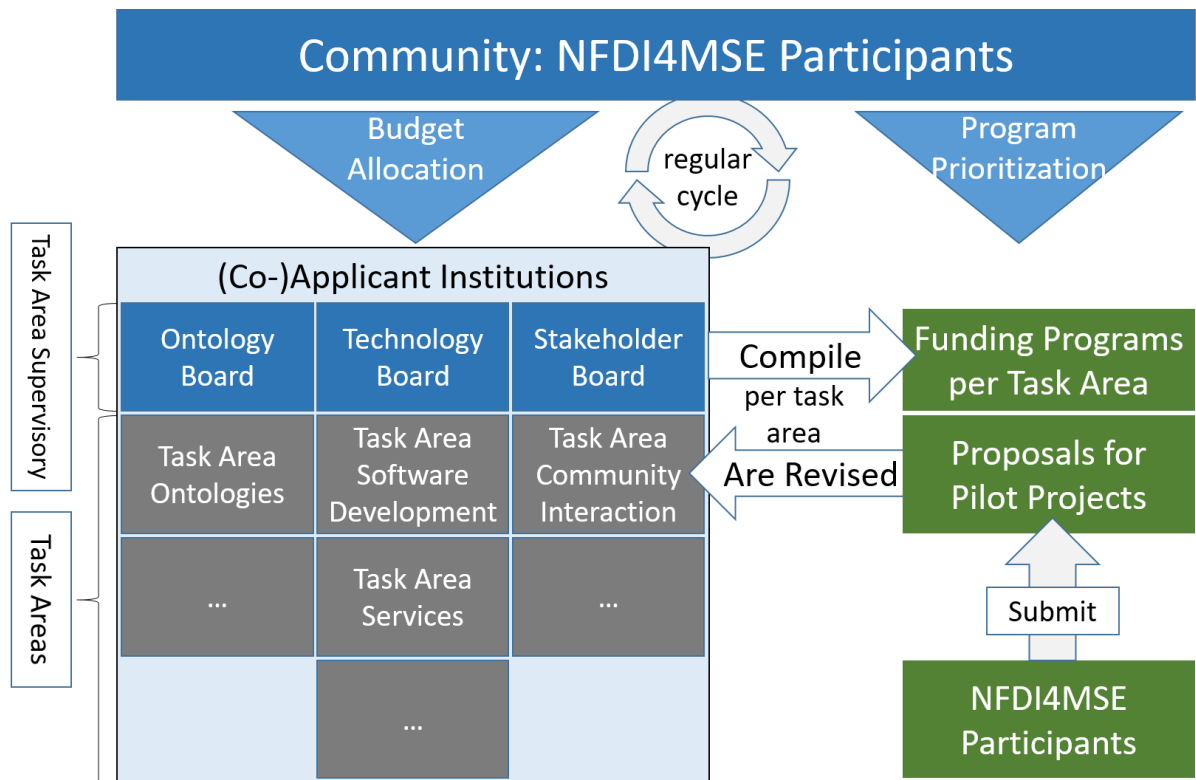 Community: NFDI4MSE Participants
Budget
Allocation
regular
cycle
Program
Prioritization
Task Area Supervisory
Task Areas
(Co-)Applicant Institutions
Ontology
Board
Technology
Board
Stakeholder
Board
Task Area
Ontologies
Task Area
Software
Development
Task Area
Community
Interaction
...
Task Area
Services
...
...
Compile
per task
area
Are Revised
Funding Programs
per Task Area
Proposals for
Pilot Projects
Submit
NFDI4MSE
Participants